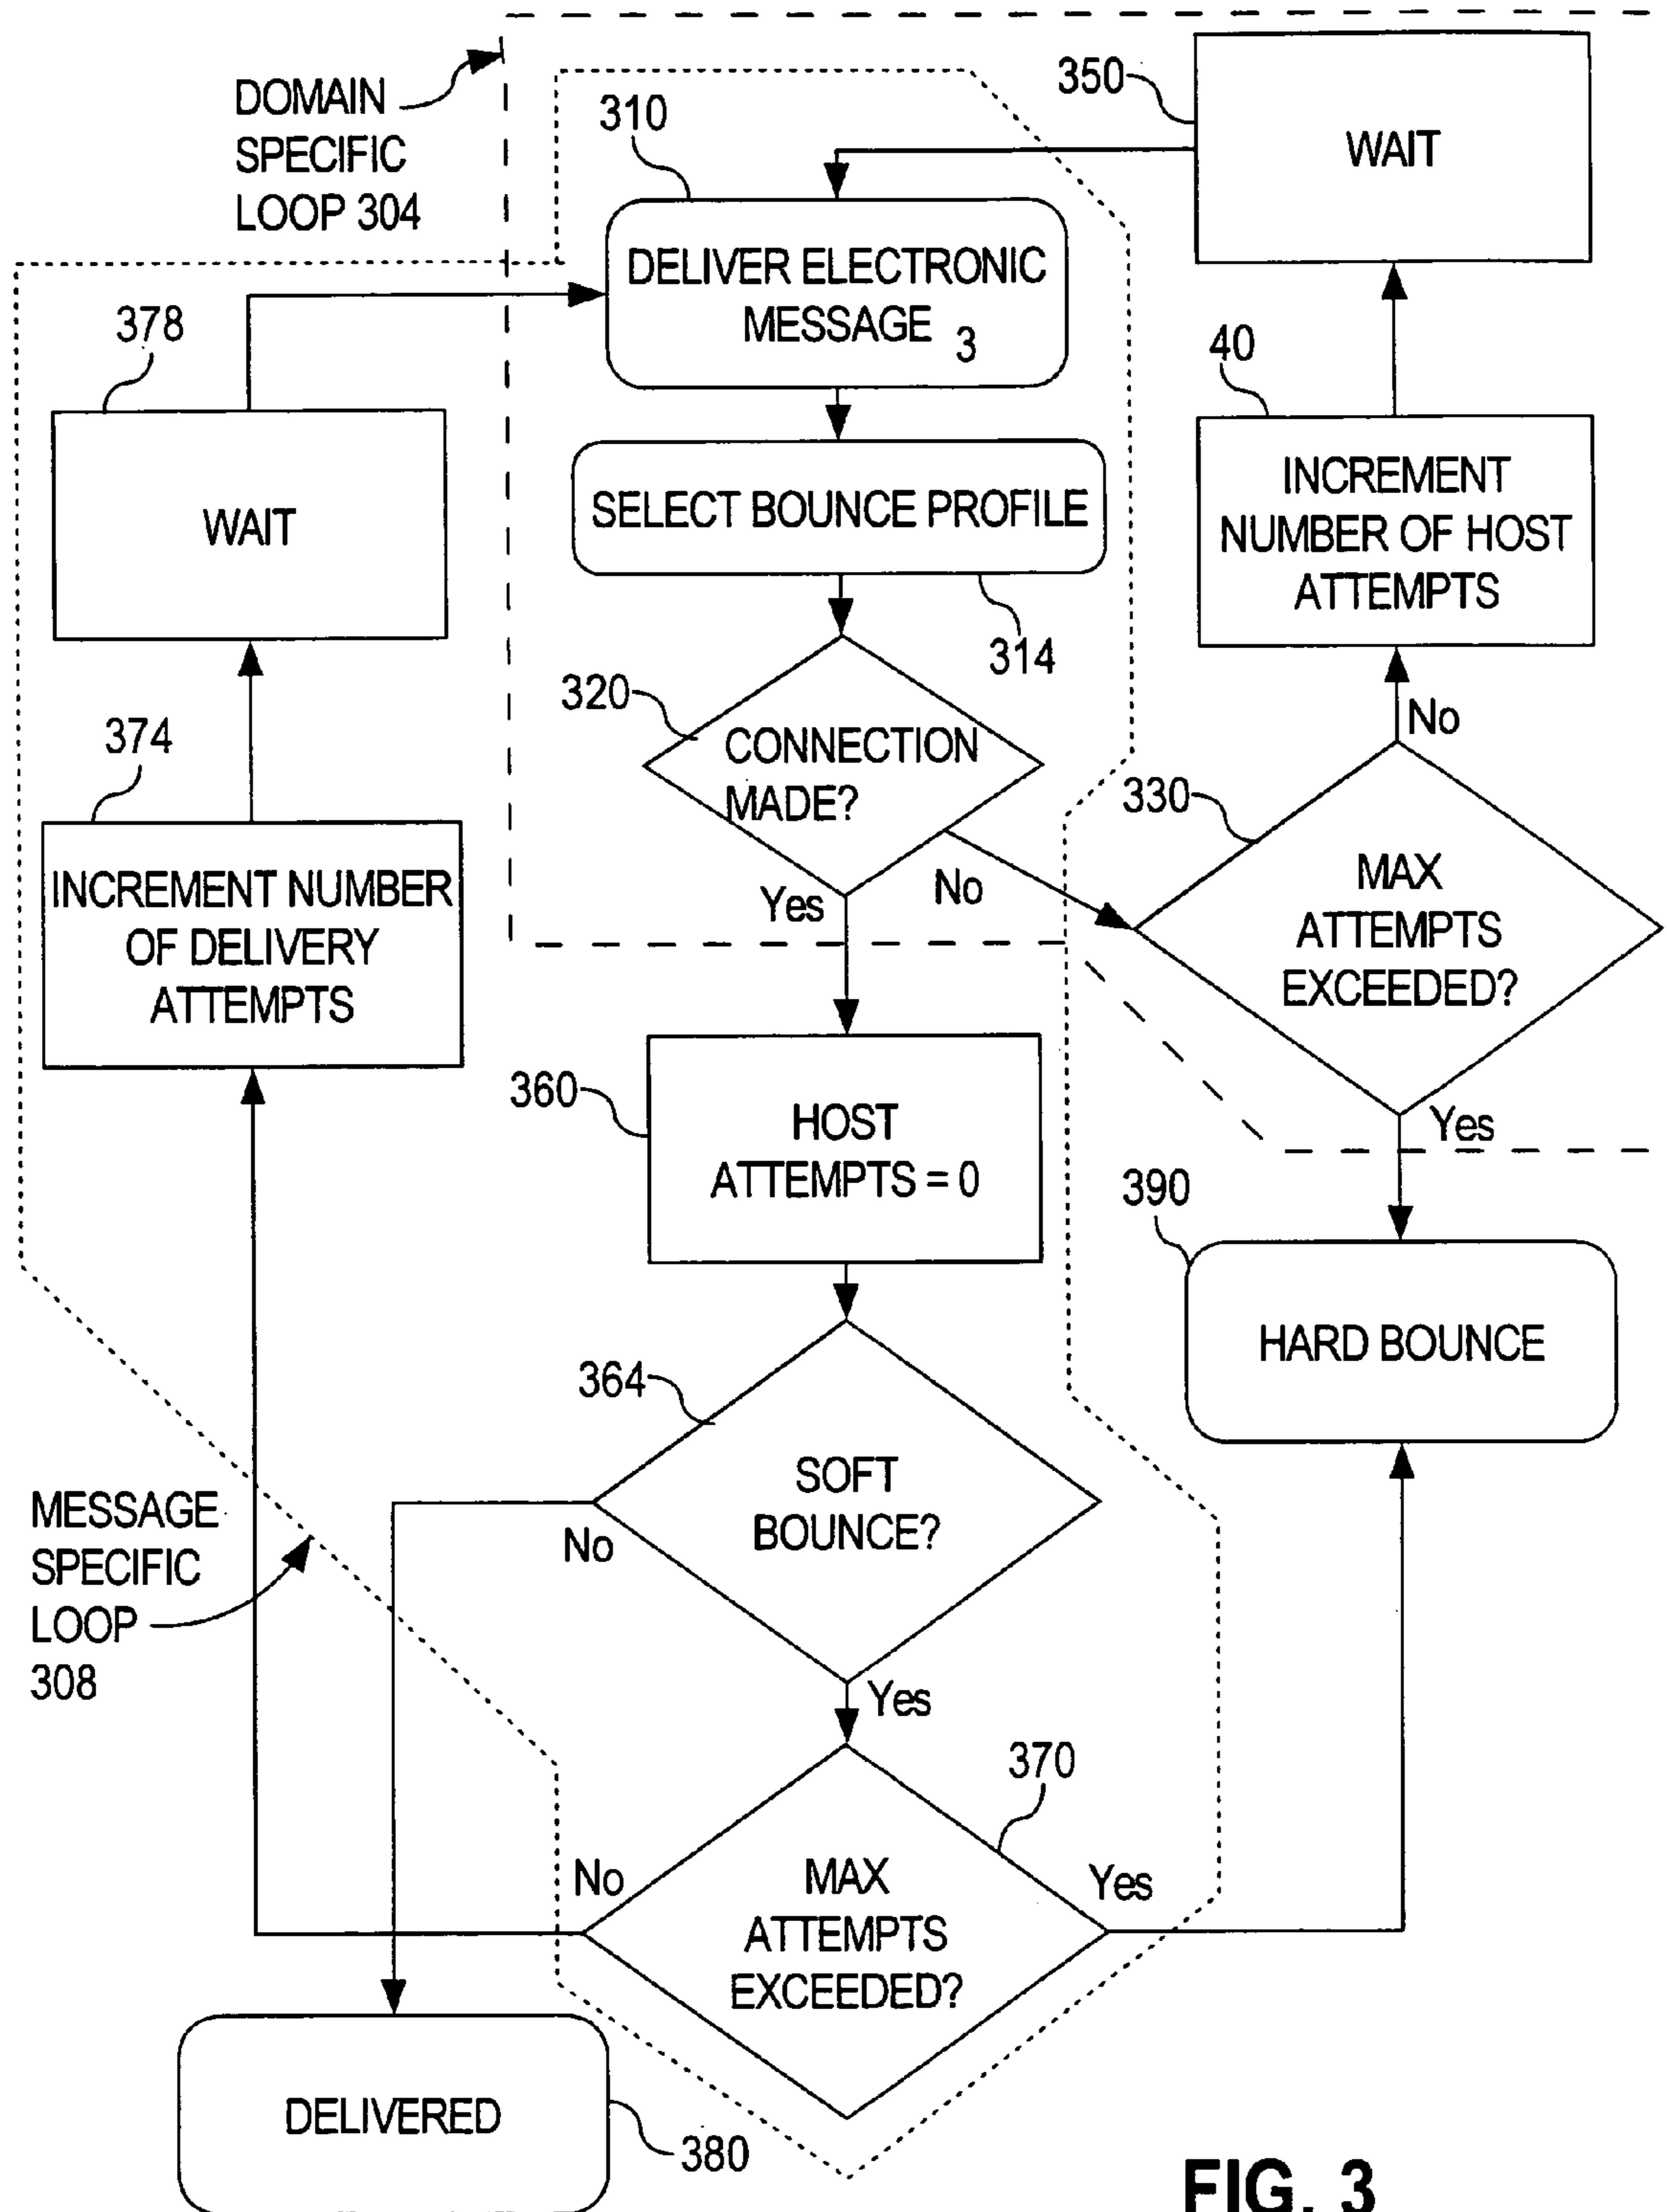 DOMAIN
SPECIFIC
LOOP 304
310
350
WAIT
DELIVER ELECTRONIC
MESSAGE 3
378
WAIT
40
INCREMENT
NUMBER OF HOST
ATTEMPTS
SELECT BOUNCE PROFILE
314
320
CONNECTION
MADE?
No
Yes
374
INCREMENT NUMBER
OF DELIVERY
ATTEMPTS
No
330
MAX
ATTEMPTS
EXCEEDED?
Yes
360
HOST
ATTEMPTS = 0
390
HARD BOUNCE
364
SOFT
BOUNCE?
No
Yes
MESSAGE
SPECIFIC
LOOP
308
370
MAX
ATTEMPTS
EXCEEDED?
No
Yes
DELIVERED
380
FIG. 3